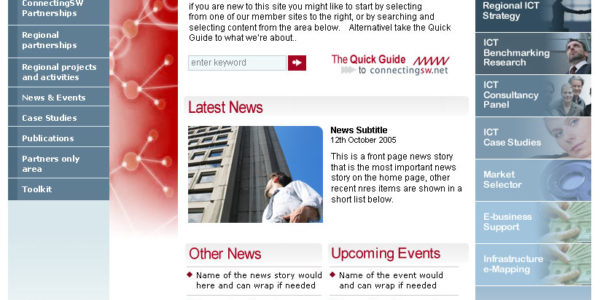 ConnectingSW
Partnerships
Regional
partnerships
Regional projects
and activities
News & Events
Case Studies
Publications
Partners only
area
Toolkit
if you are new to this site you might like to start by selecting
from one of our member sites to the right, or by searching and
selecting content from the area below. Alternativel take the Quick
Guide to what we're about..
enter keyword
The Quick Guide
to connectingsw.net
Latest News
News Subtitle
12th October 2005
This is a front page news story
that is the most important news
story on the home page, other
recent nres items are shown in a
short list below.
Other News
Name of the news story would
here and can wrap if needed
Upcoming Events
Name of the event would
and can wrap if needed
Regional ICT
Strategy
ICT
Benchmarking
Research
ICT
Consultancy
Panel
ICT
Case Studies
Market
Selector
E-business
Support
Infrastructure
e-Mapping